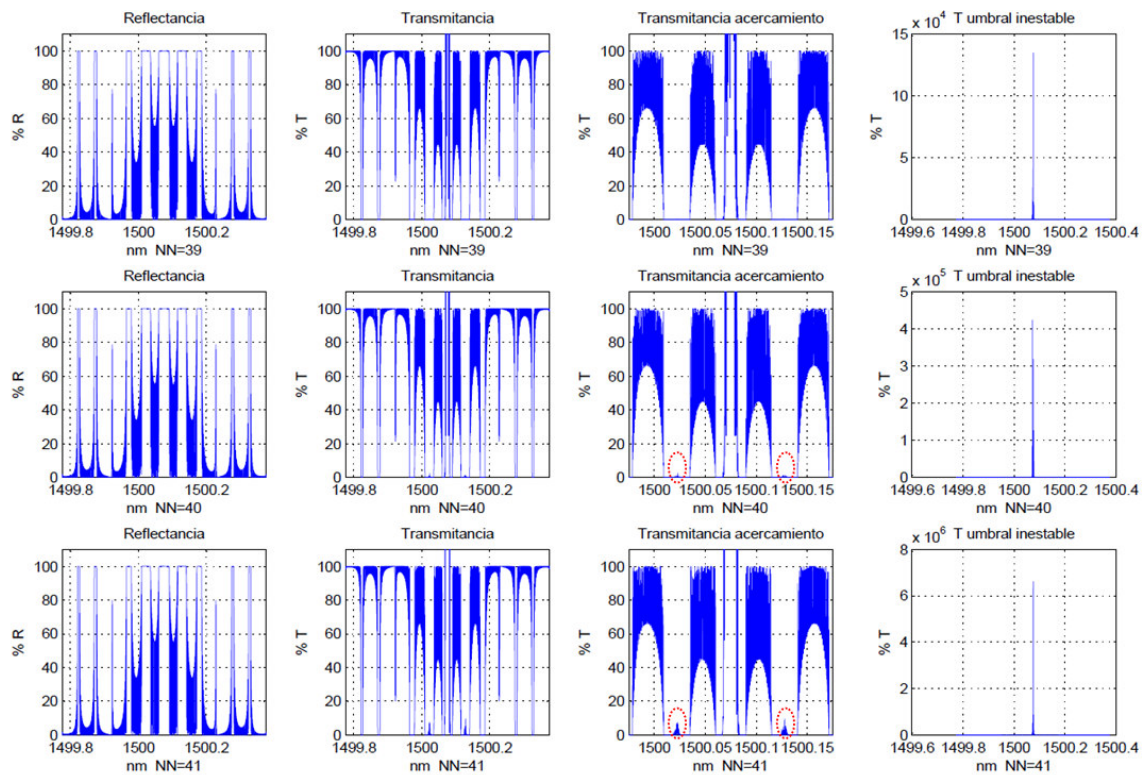 Reflectancia
% R
100
80
60
40
20
0
1499.8 1500 1500.2
nm NN=39
Transmitancia
% T
100
80
60
40
20
0
1499.8 1500 1500.2
nm NN=39
Transmitancia acercamiento
% T
100
80
60
40
20
0
1500 1500.05 1500.1 1500.15
nm NN=39
x 10^4 T umbral inestable
% T
15
10
5
0
1499.6 1499.8 1500 1500.2 1500.4
nm NN=39
Reflectancia
% R
100
80
60
40
20
0
1499.8 1500 1500.2
nm NN=40
Transmitancia
% T
100
80
60
40
20
0
1499.8 1500 1500.2
nm NN=40
Transmitancia acercamiento
% T
100
80
60
40
20
0
1500 1500.05 1500.1 1500.15
nm NN=40
x 10^5 T umbral inestable
% T
5
4
3
2
1
0
1499.6 1499.8 1500 1500.2 1500.4
nm NN=40
Reflectancia
% R
100
80
60
40
20
0
1499.8 1500 1500.2
nm NN=41
Transmitancia
% T
100
80
60
40
20
0
1499.8 1500 1500.2
nm NN=41
Transmitancia acercamiento
% T
100
80
60
40
20
0
1500 1500.05 1500.1 1500.15
nm NN=41
x 10^6 T umbral inestable
% T
8
6
4
2
0
1499.6 1499.8 1500 1500.2 1500.4
nm NN=41